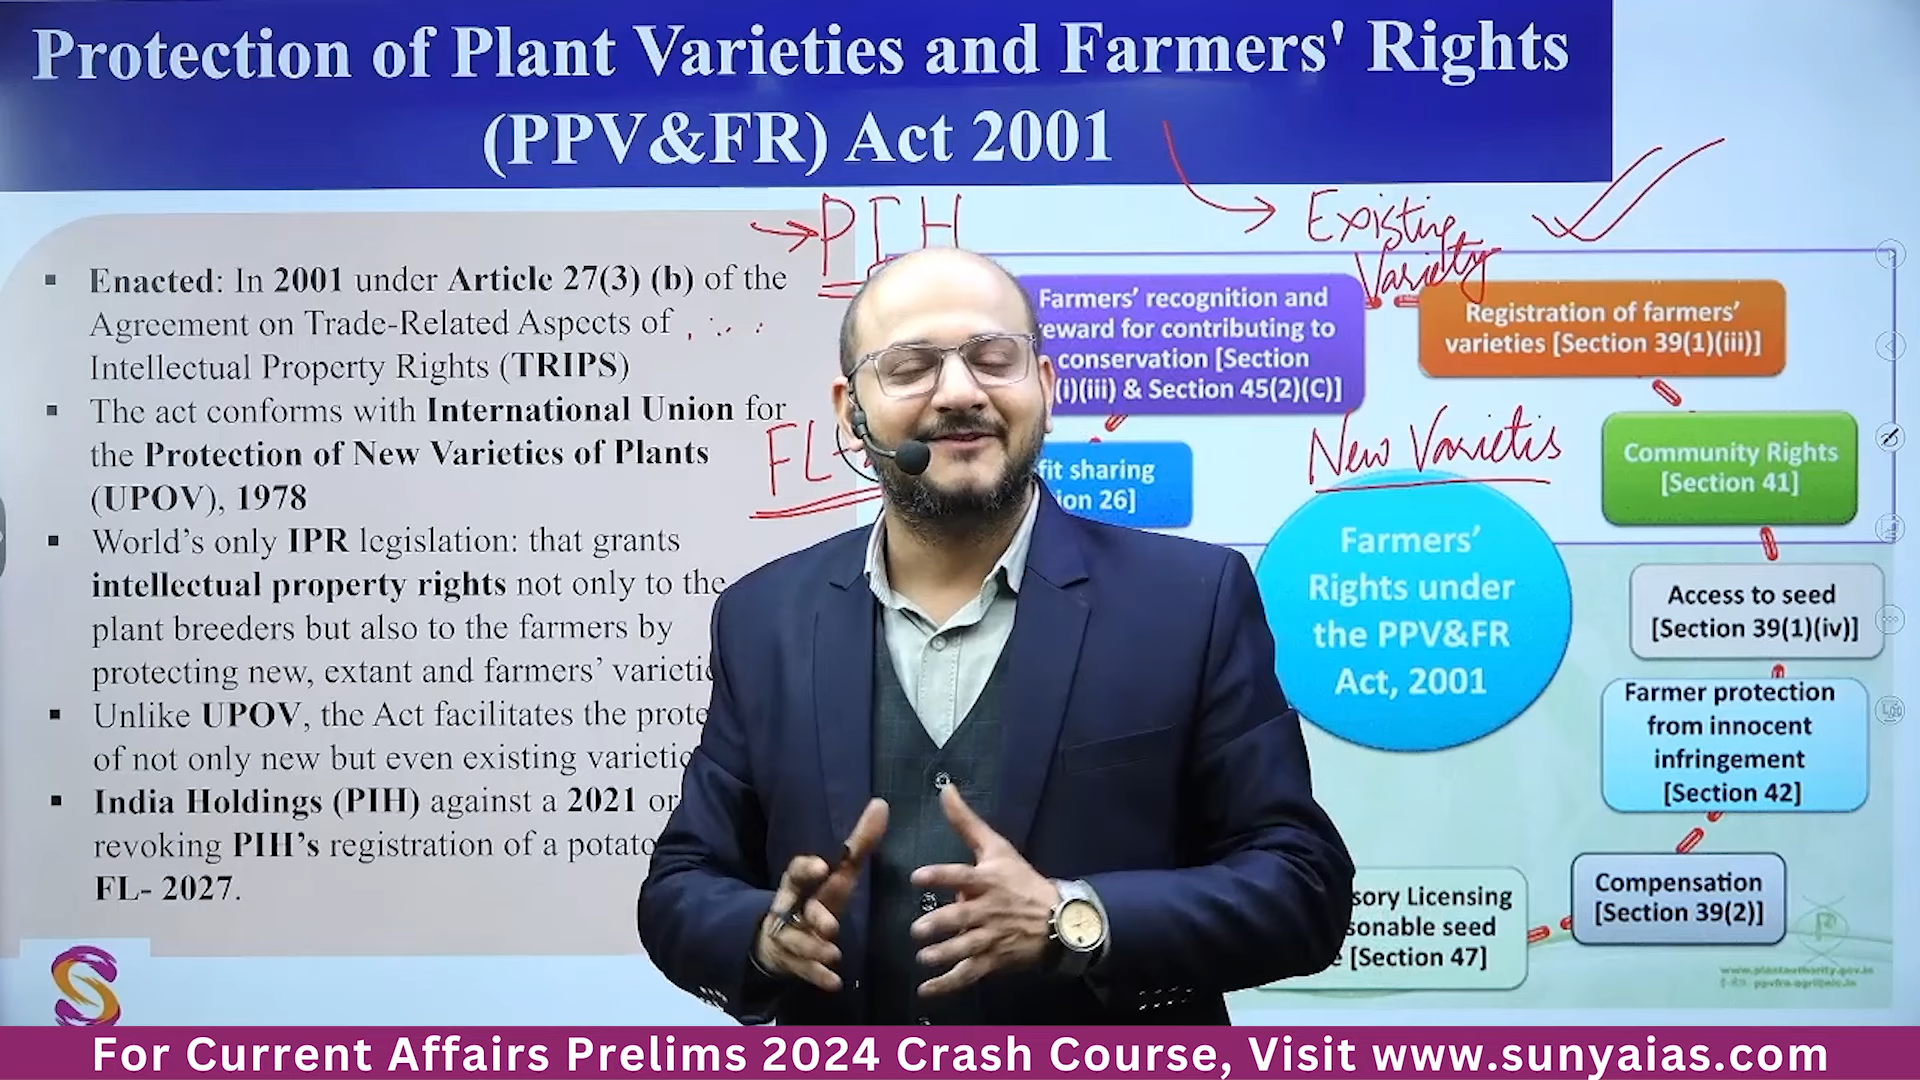 Protection of Plant Varieties and Farmers' Rights
(PPV&FR) Act 2001
PIH
Existing
Variety
▪ Enacted: In 2001 under Article 27(3) (b) of the
Agreement on Trade-Related Aspects of
Intellectual Property Rights (TRIPS)
▪ The act conforms with International Union for
the Protection of New Varieties of Plants
(UPOV), 1978
▪ World's only IPR legislation: that grants
intellectual property rights not only to the
plant breeders but also to the farmers by
protecting new, extant and farmers'
▪ Unlike UPOV, the Act facilitates the
of not only new but even existing
▪ India Holdings (PIH) against a 2021
revoking PIH's registration of a
FL- 2027.
FL-
Farmers' recognition and
reward for contributing to
conservation [Section
(i)(iii) & Section 45(2)(C)]
Registration of farmers'
varieties [Section 39(1)(iii)]
fit sharing
ion 26]
New Varieties
Community Rights
[Section 41]
Farmers'
Rights under
the PPV&FR
Act, 2001
Access to seed
[Section 39(1)(iv)]
Farmer protection
from innocent
infringement
[Section 42]
Compensation
[Section 39(2)]
sory Licensing
sonable seed
[Section 47]
www.plantauthority.gov.in
S
For Current Affairs Prelims 2024 Crash Course, Visit www.sunyaias.com